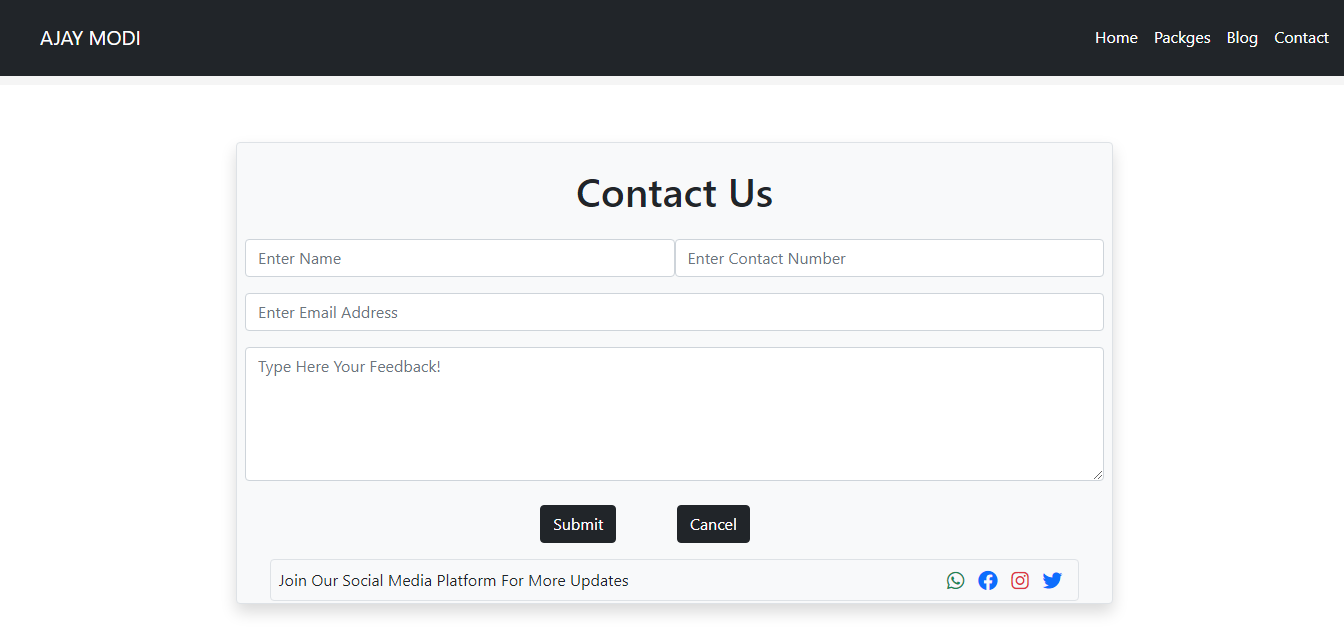 AJAY MODI Home Packges Blog Contact
Contact Us
Enter Name Enter Contact Number
Enter Email Address
Type Here Your Feedback!
Submit Cancel
Join Our Social Media Platform For More Updates